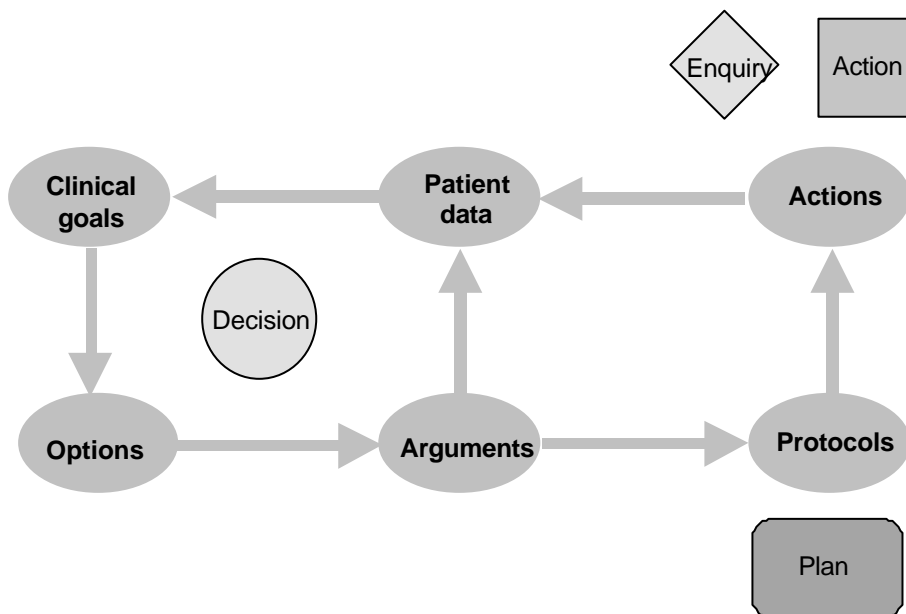 Enquiry
Action
Clinical
goals
Patient
data
Actions
Decision
Options
Arguments
Protocols
Plan